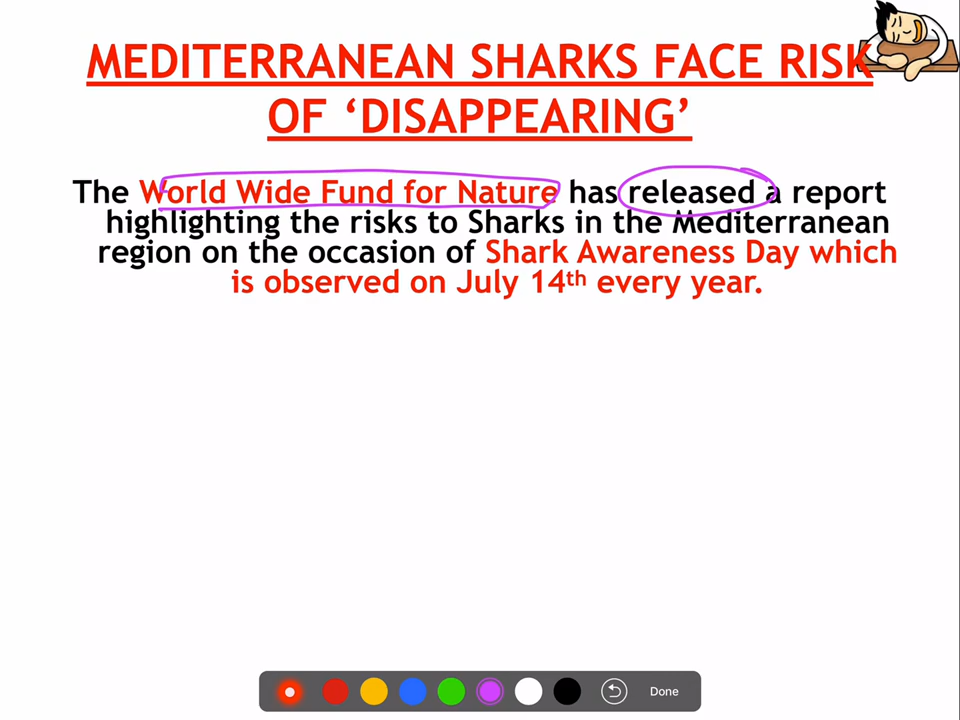 MEDITERRANEAN SHARKS FACE RISK
OF ‘DISAPPEARING’
The World Wide Fund for Nature has released a report
highlighting the risks to Sharks in the Mediterranean
region on the occasion of Shark Awareness Day which
is observed on July 14th every year.
Done